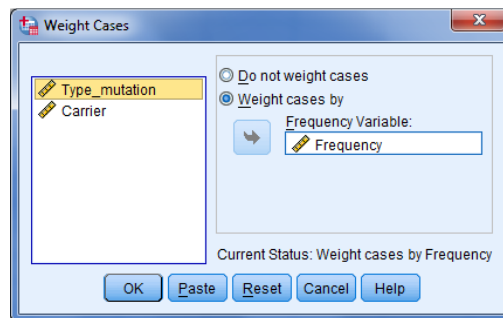 Weight Cases
X
Type_mutation
Carrier
Do not weight cases
Weight cases by
Frequency Variable:
Frequency
Current Status: Weight cases by Frequency
OK Paste Reset Cancel Help